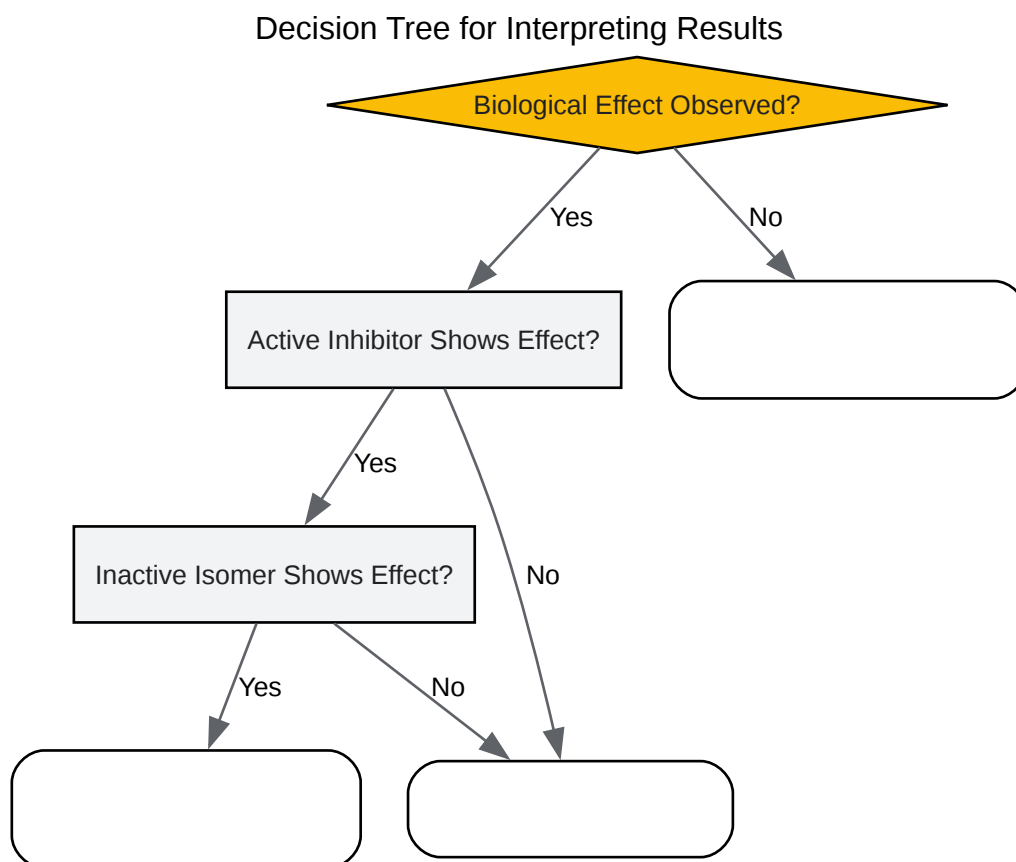 Decision Tree for Interpreting Results
Biological Effect Observed?
Yes
No
Active Inhibitor Shows Effect?
Yes
No
Inactive Isomer Shows Effect?
Yes
No